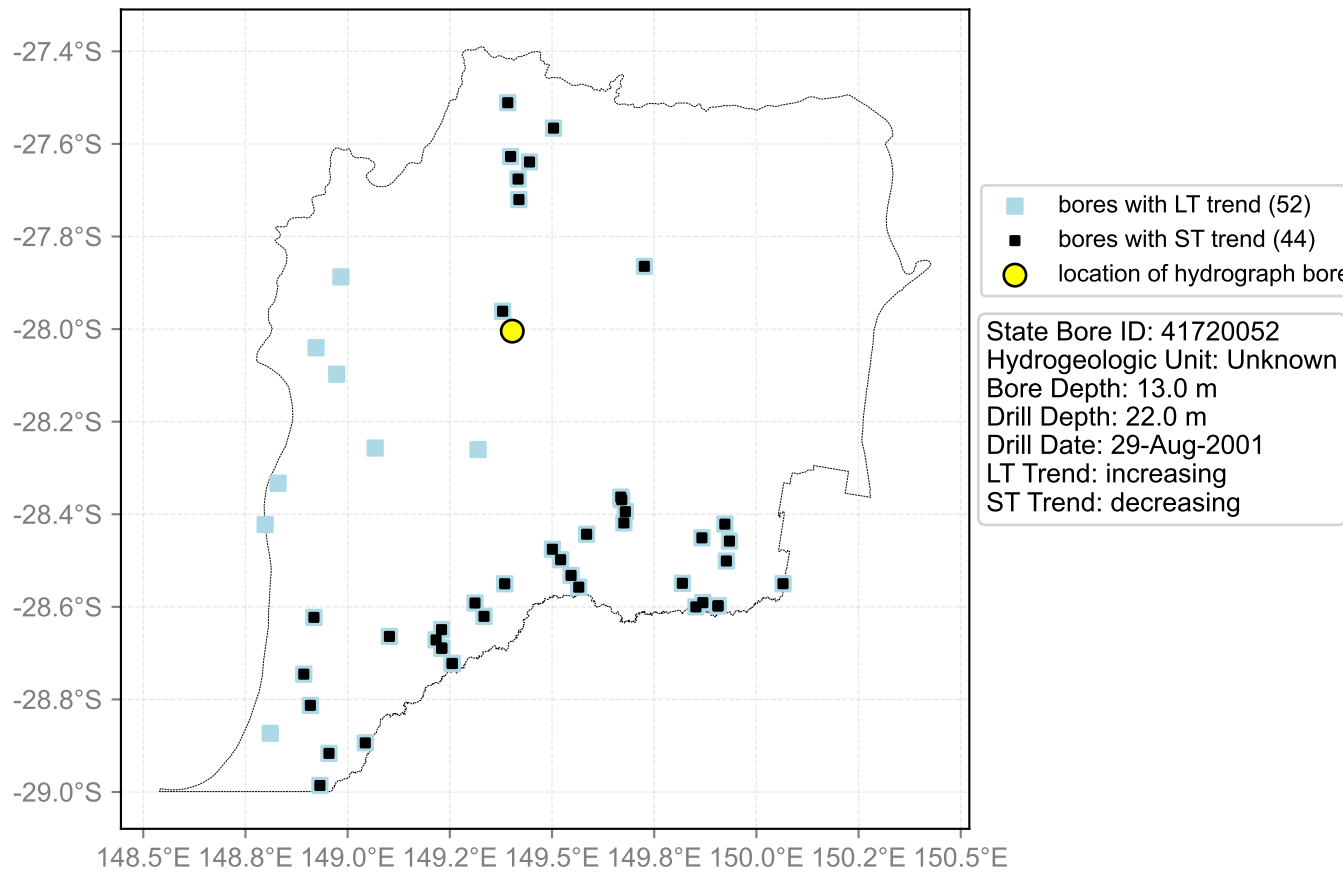 -27.4°S
-27.6°S
-27.8°S
-28.0°S
-28.2°S
-28.4°S
-28.6°S
-28.8°S
-29.0°S
148.5°E 148.8°E 149.0°E 149.2°E 149.5°E 149.8°E 150.0°E 150.2°E 150.5°E
bores with LT trend (52)
bores with ST trend (44)
location of hydrograph bore
State Bore ID: 41720052
Hydrogeologic Unit: Unknown
Bore Depth: 13.0 m
Drill Depth: 22.0 m
Drill Date: 29-Aug-2001
LT Trend: increasing
ST Trend: decreasing